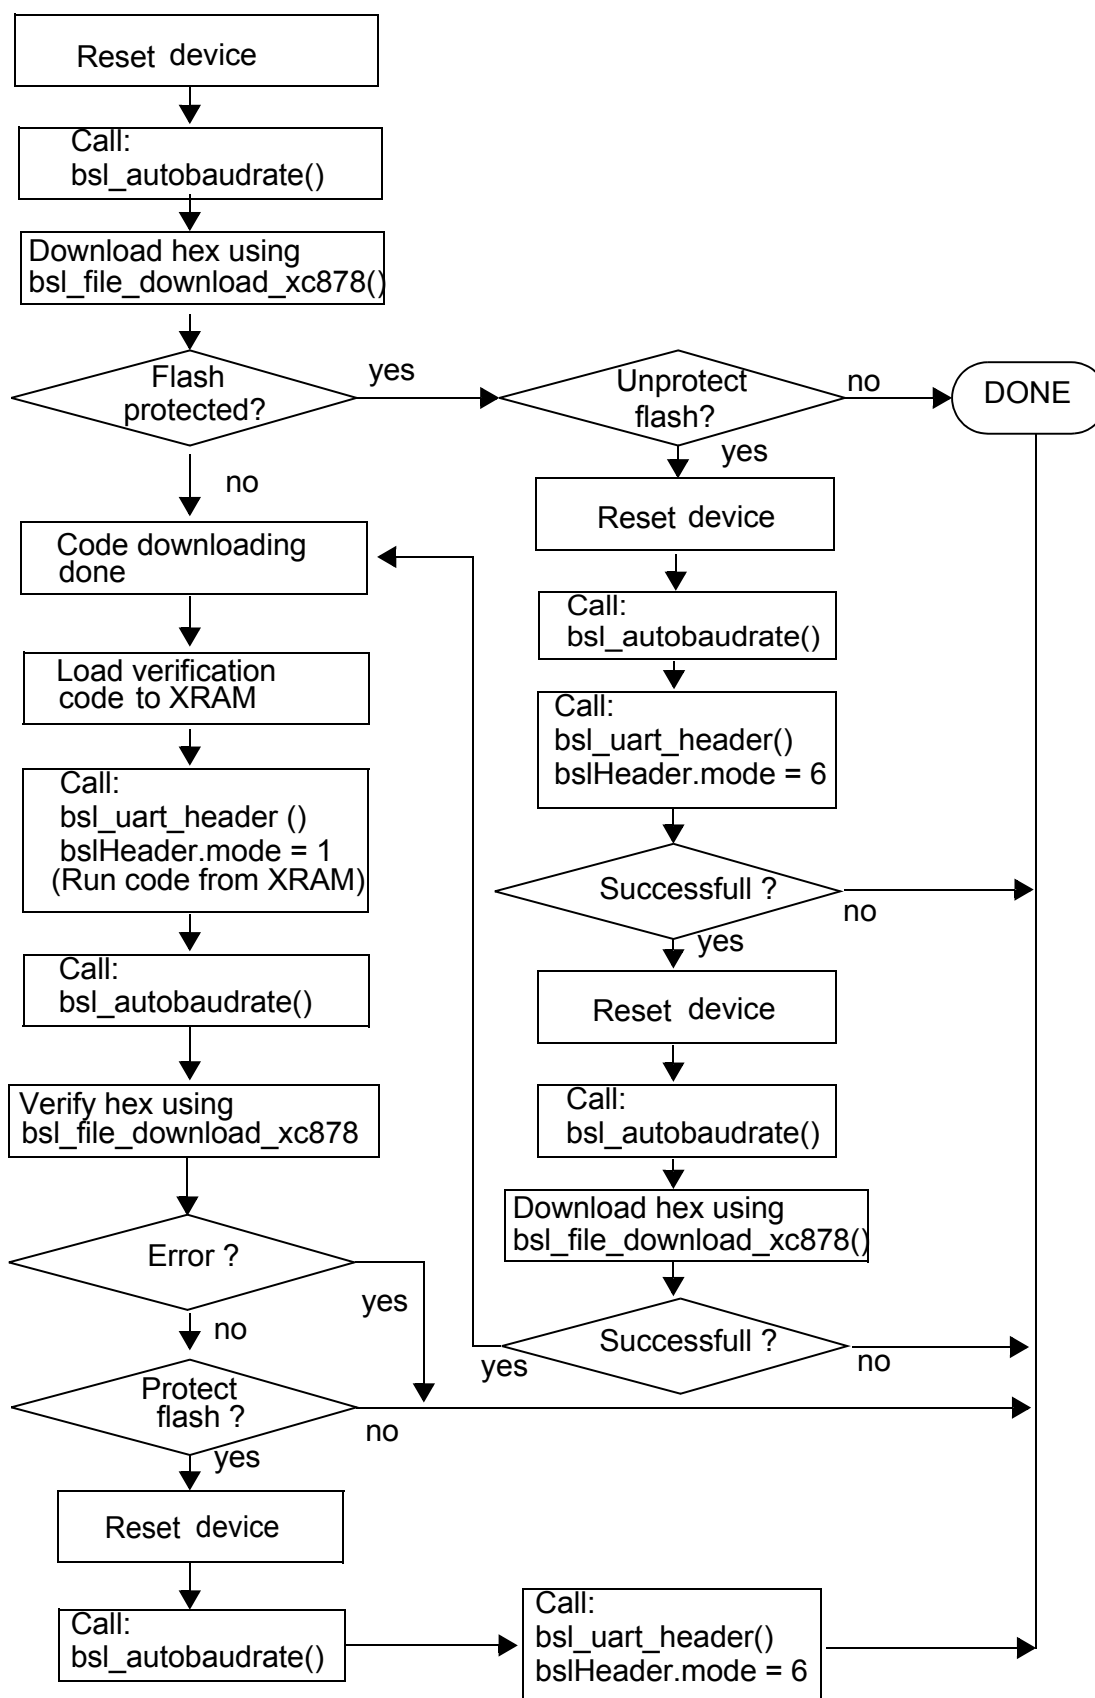 Reset device
Call:
bsl_autobaudrate()
Download hex using
bsl_file_download_xc878()
Flash
protected?
yes
no
Unprotect
flash?
no
yes
DONE
Code downloading
done
Load verification
code to XRAM
Call:
bsl_uart_header ()
bslHeader.mode = 1
(Run code from XRAM)
Call:
bsl_autobaudrate()
Verify hex using
bsl_file_download_xc878
Error ?
yes
no
Protect
flash ?
no
yes
Reset device
Call:
bsl_autobaudrate()
Call:
bsl_uart_header()
bslHeader.mode = 6
Reset device
Call:
bsl_autobaudrate()
Call:
bsl_uart_header()
bslHeader.mode = 6
Successfull ?
no
yes
Reset device
Call:
bsl_autobaudrate()
Download hex using
bsl_file_download_xc878()
Successfull ?
yes
no